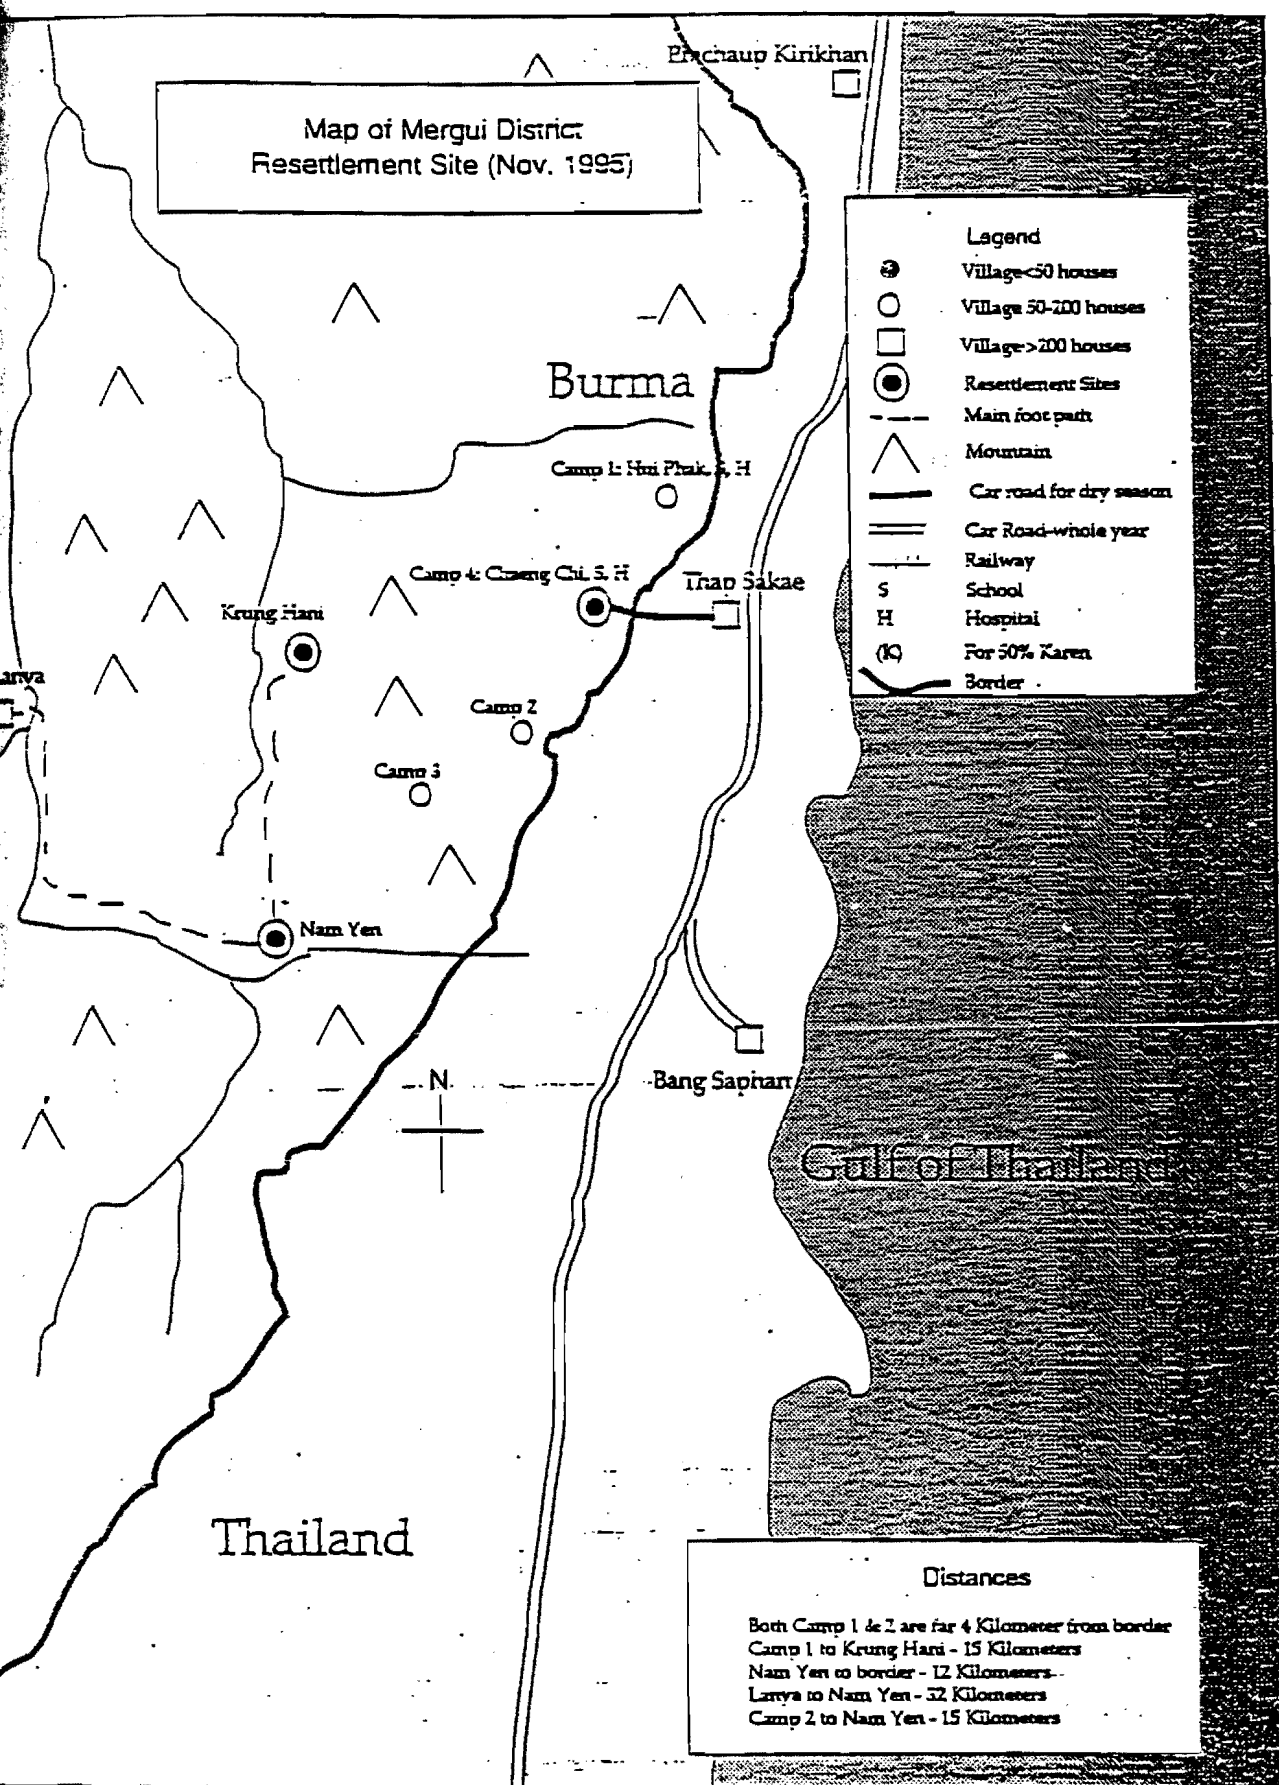 Prachaup Kirikhan
Map of Mergui District
Resettlement Site (Nov. 1995)
Legend
Village<50 houses
Village 50-200 houses
Village>200 houses
Resettlement Sites
Main foot path
Mountain
Car road for dry season
Car Road-whole year
Railway
S School
H Hospital
(K) For 50% Karen
Border
Burma
Camp 1: Hui Phak, S, H
Camp 4: Chaeng Chi, S, H
Thap Sakae
Krung Hani
Lanya
Camp 2
Camp 3
Nam Yen
N
Bang Saphan
Gulf of Thailand
Thailand
Distances
Both Camp 1 & 2 are far 4 Kilometer from border
Camp 1 to Krung Hani - 15 Kilometers
Nam Yen to border - 12 Kilometers
Lanya to Nam Yen - 32 Kilometers
Camp 2 to Nam Yen - 15 Kilometers